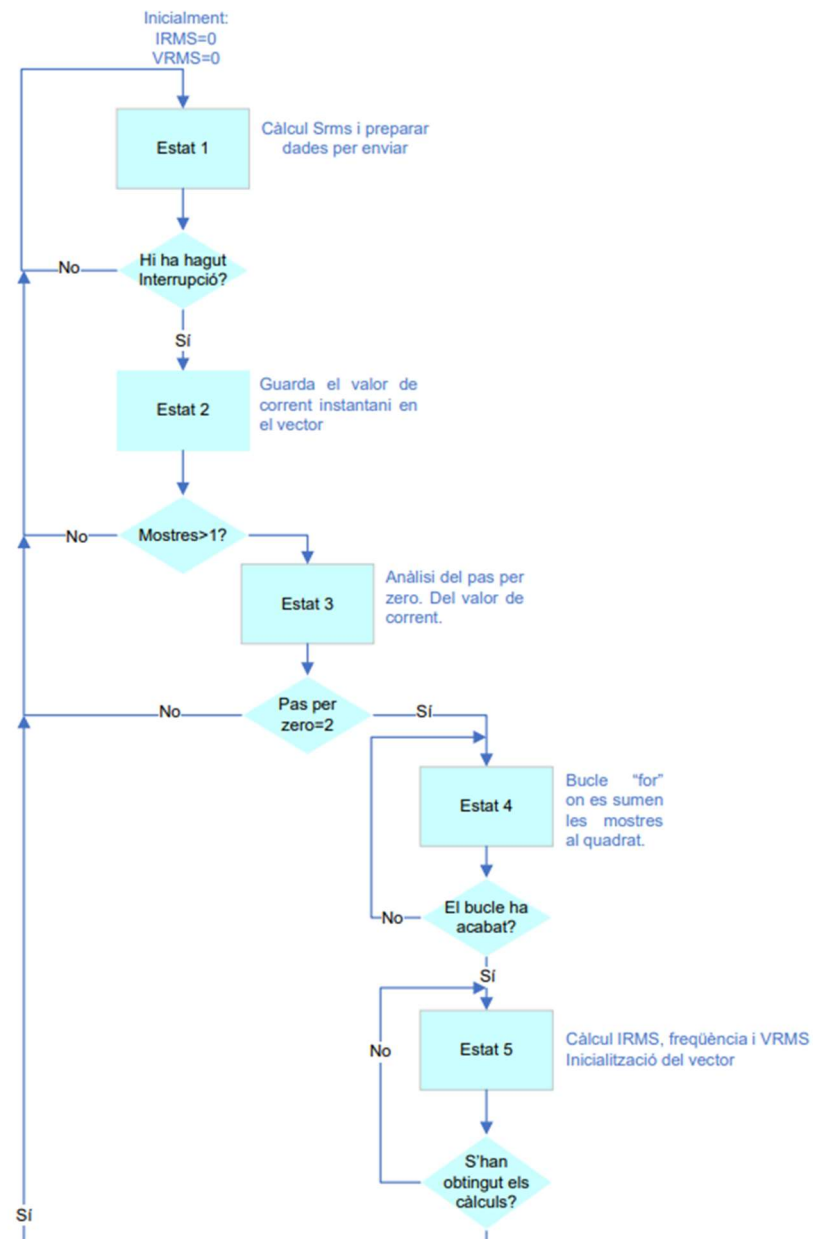 Inicialment:
IRMS=0
VRMS=0
Estat 1
Càlcul Srms i preparar
dades per enviar
Hi ha hagut
Interrupció?
No
Sí
Estat 2
Guarda el valor de
corrent instantani en
el vector
Mostres>1?
No
Estat 3
Anàlisi del pas per
zero. Del valor de
corrent.
Pas per
zero=2
No
Sí
Estat 4
Bucle “for”
on es sumen
les mostres
al quadrat.
El bucle ha
acabat?
No
Sí
Estat 5
Càlcul IRMS, freqüència i VRMS
Inicialització del vector
No
S’han
obtingut els
càlculs?
Sí